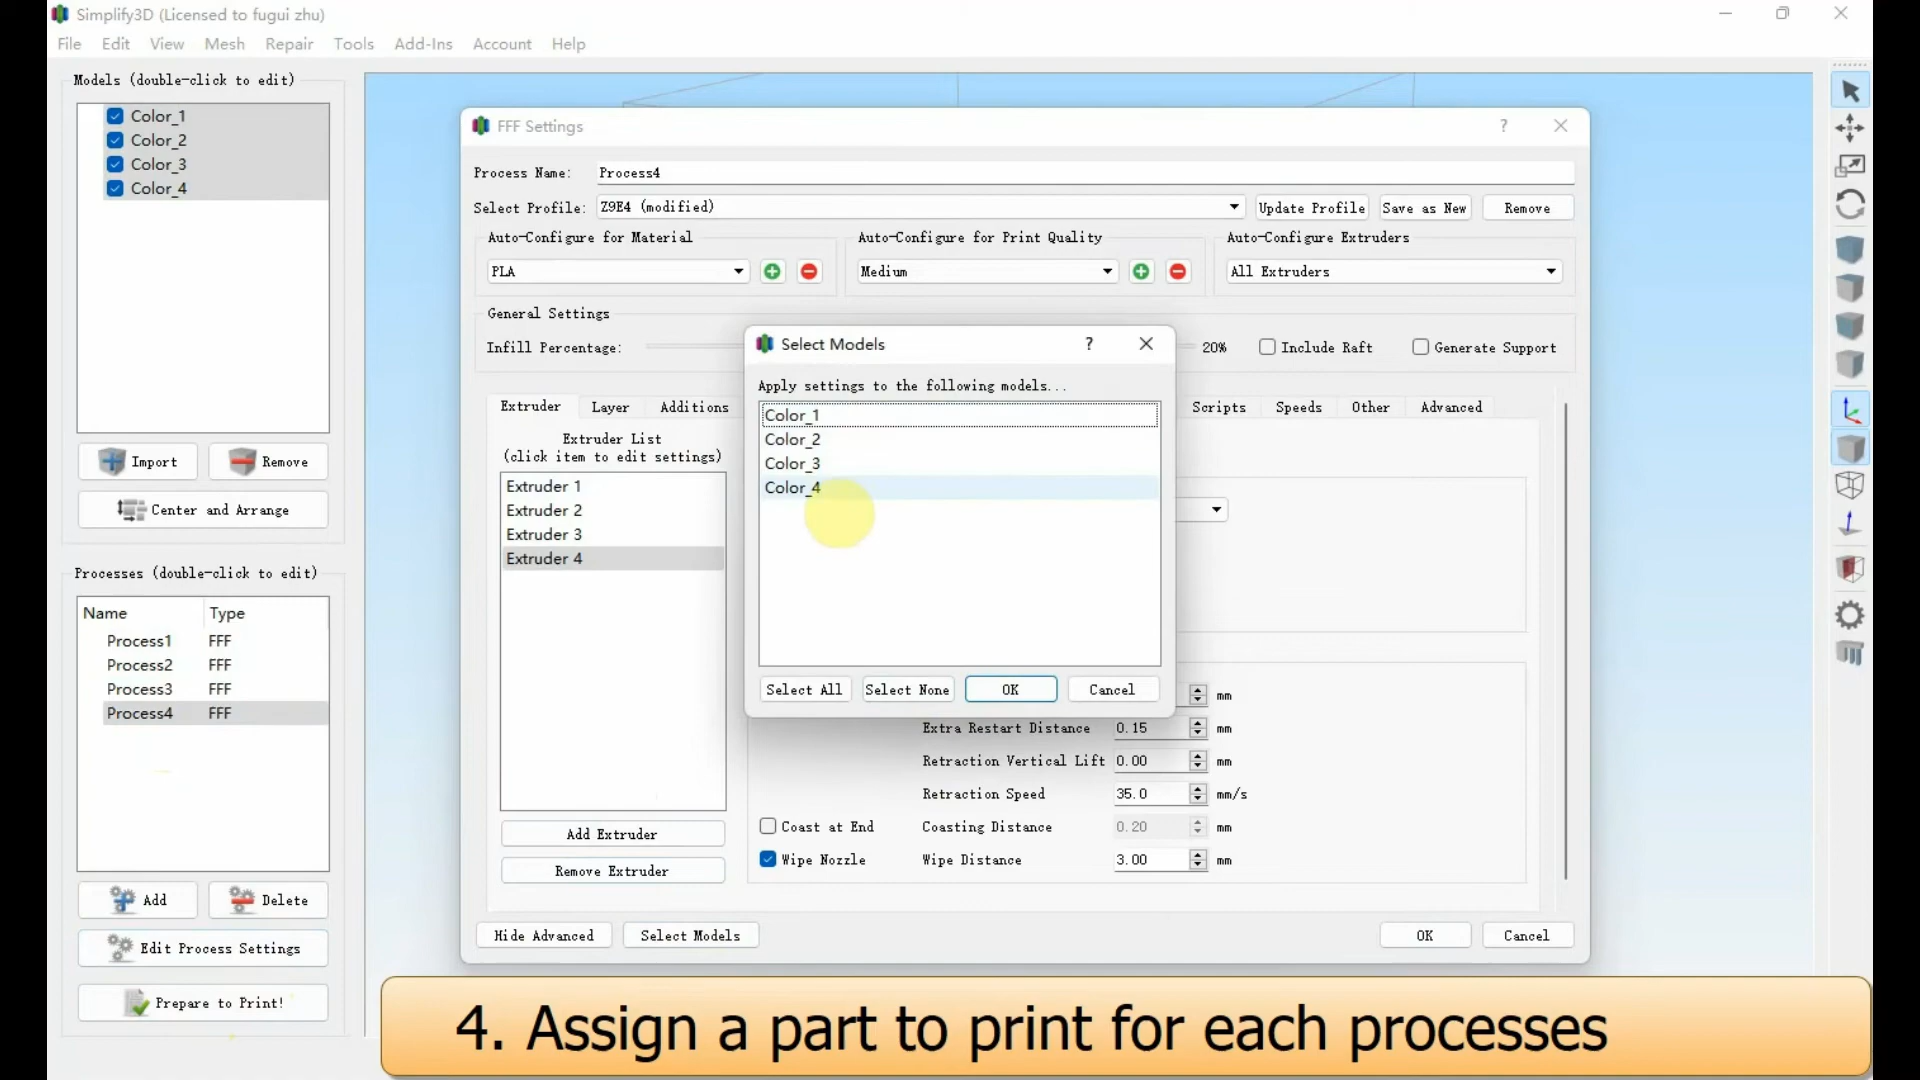 Simplify3D (Licensed to fugui zhu)
File Edit View Mesh Repair Tools Add-Ins Account Help
Models (double-click to edit)
Color_1
Color_2
Color_3
Color_4
Import Remove
Center and Arrange
Processes (double-click to edit)
Name Type
Process1 FFF
Process2 FFF
Process3 FFF
Process4 FFF
Add Delete
Edit Process Settings
Prepare to Print!
FFF Settings ?
Process Name: Process4
Select Profile: Z9E4 (modified) Update Profile Save as New Remove
Auto-Configure for Material Auto-Configure for Print Quality Auto-Configure Extruders
PLA Medium All Extruders
General Settings
Infill Percentage: 20% Include Raft Generate Support
Extruder Layer Additions Scripts Speeds Other Advanced
Extruder List
(click item to edit settings)
Extruder 1
Extruder 2
Extruder 3
Extruder 4
Add Extruder
Remove Extruder
Select Models ?
Apply settings to the following models...
Color_1
Color_2
Color_3
Color_4
Select All Select None OK Cancel
mm
Extra Restart Distance 0.15 mm
Retraction Vertical Lift 0.00 mm
Retraction Speed 35.0 mm/s
Coast at End Coasting Distance 0.20 mm
Wipe Nozzle Wipe Distance 3.00 mm
Hide Advanced Select Models OK Cancel
4. Assign a part to print for each processes